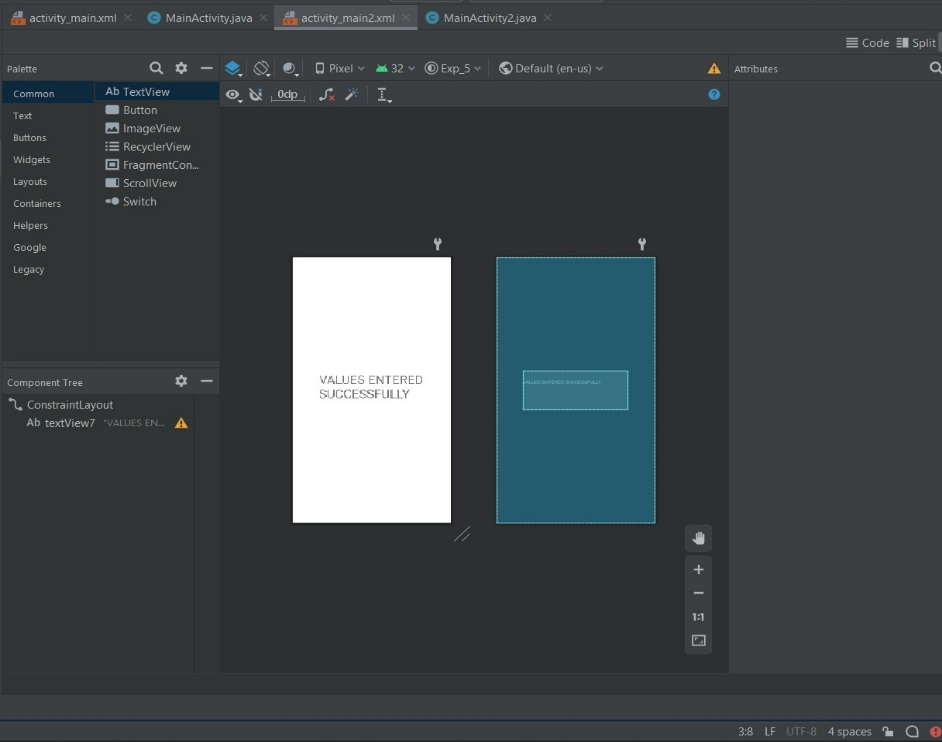 activity_main.xml MainActivity.java activity_main2.xml MainActivity2.java
Code Split
Palette Pixel 32 Exp_5 Default (en-us) Attributes
Common
Text
Buttons
Widgets
Layouts
Containers
Helpers
Google
Legacy
Ab TextView
Button
ImageView
RecyclerView
FragmentCon...
ScrollView
Switch
0dp
VALUES ENTERED
SUCCESSFULLY
VALUES ENTERED SUCCESSFULLY
Component Tree
ConstraintLayout
Ab textView7 "VALUES EN...
1:1
3:8 LF UTF-8 4 spaces